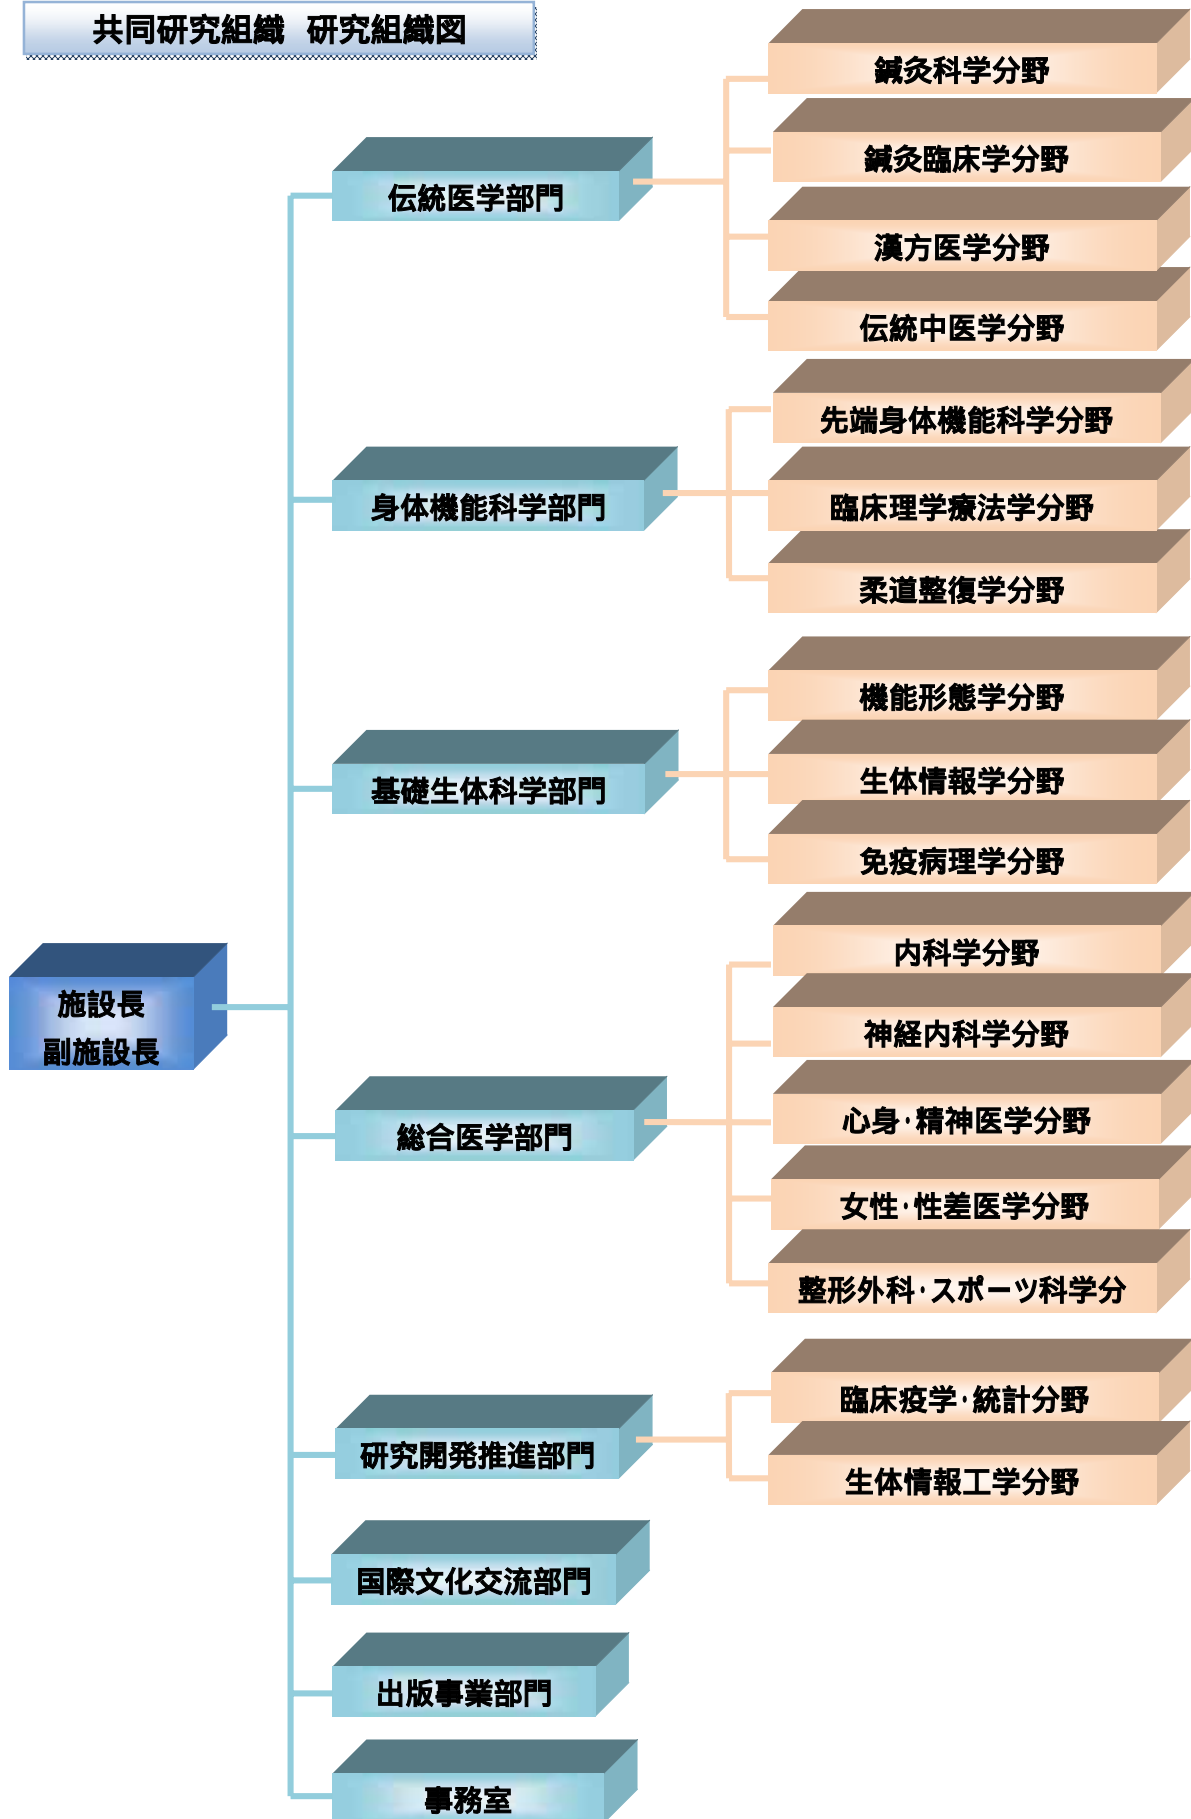 共同研究組織 研究組織図
施設長
副施設長
伝統医学部門
鍼灸科学分野
鍼灸臨床学分野
漢方医学分野
伝統中医学分野
身体機能科学部門
先端身体機能科学分野
臨床理学療法学分野
柔道整復学分野
基礎生体科学部門
機能形態学分野
生体情報学分野
免疫病理学分野
総合医学部門
内科学分野
神経内科学分野
心身・精神医学分野
女性・性差医学分野
整形外科・スポーツ科学分
研究開発推進部門
臨床疫学・統計分野
生体情報工学分野
国際文化交流部門
出版事業部門
事務室